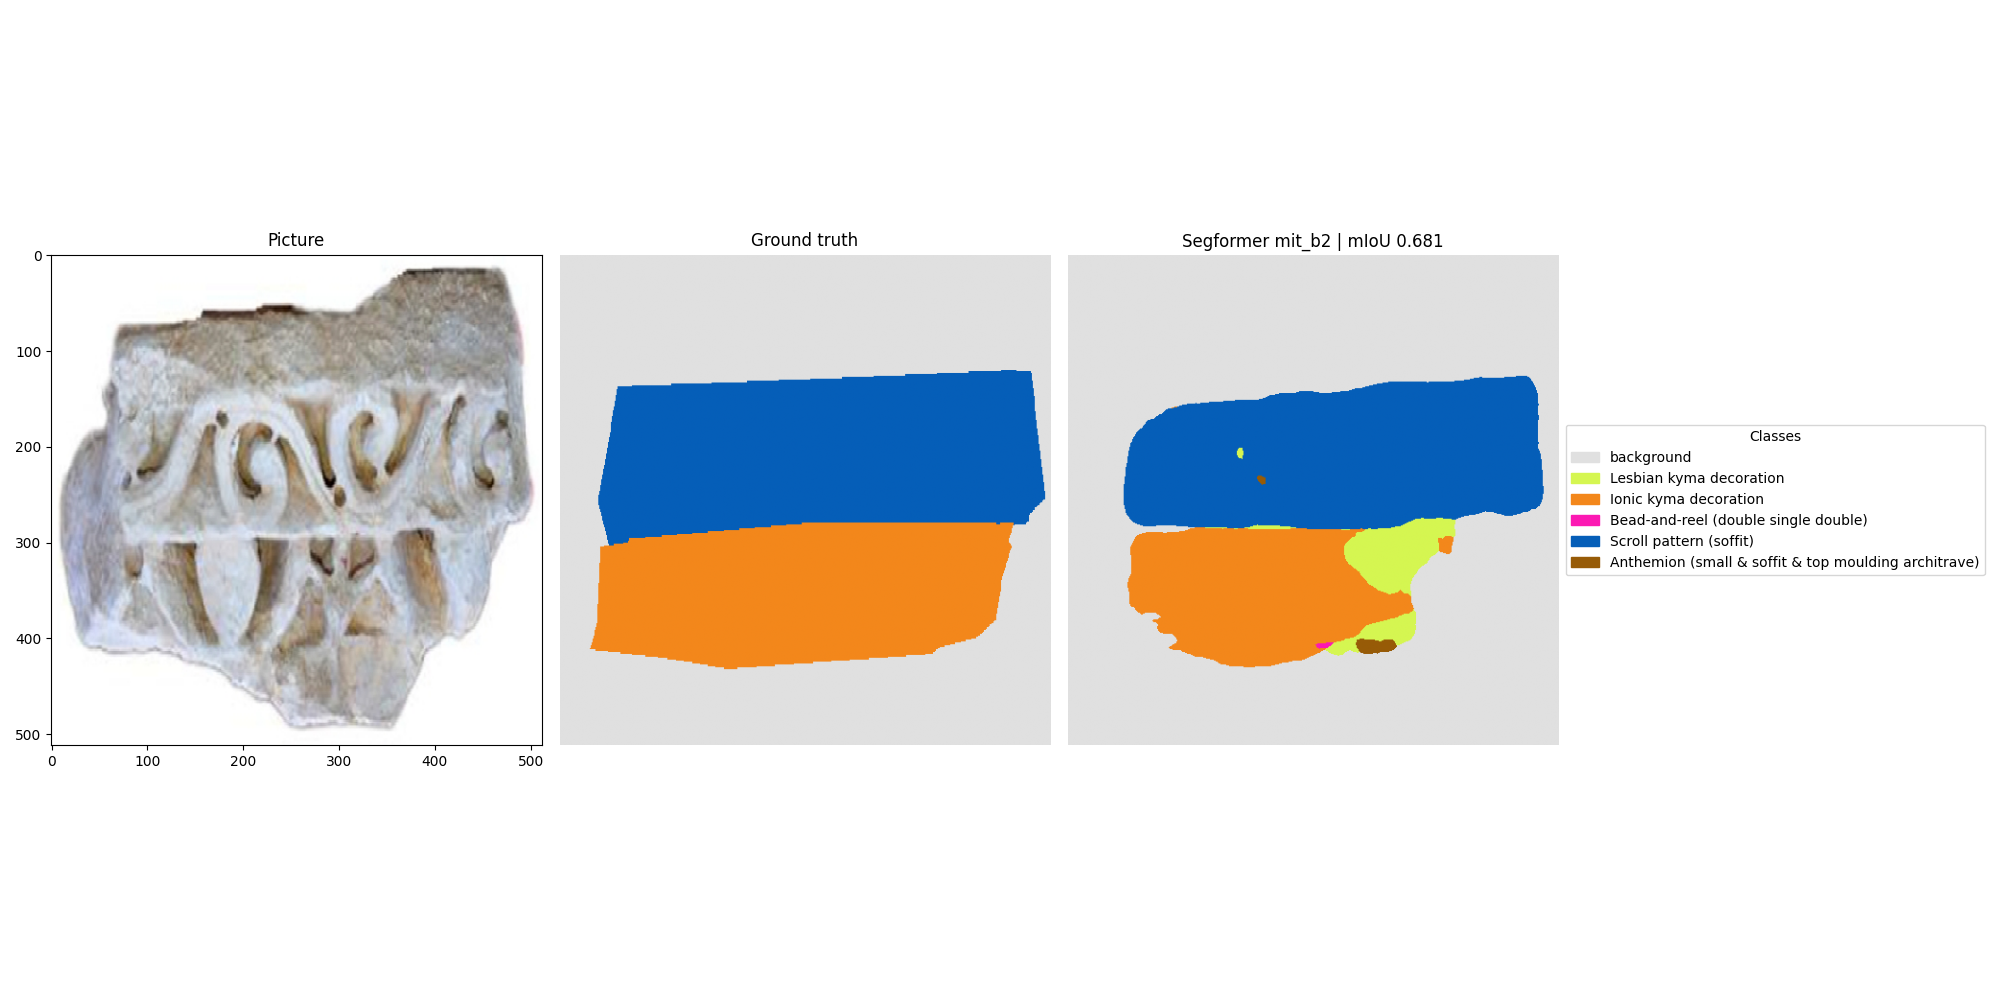 Picture
Ground truth
Segformer mit_b2 | mIoU 0.681
0
100
200
300
400
500
0
100
200
300
400
500
Classes
background
Lesbian kyma decoration
Ionic kyma decoration
Bead-and-reel (double single double)
Scroll pattern (soffit)
Anthemion (small & soffit & top moulding architrave)